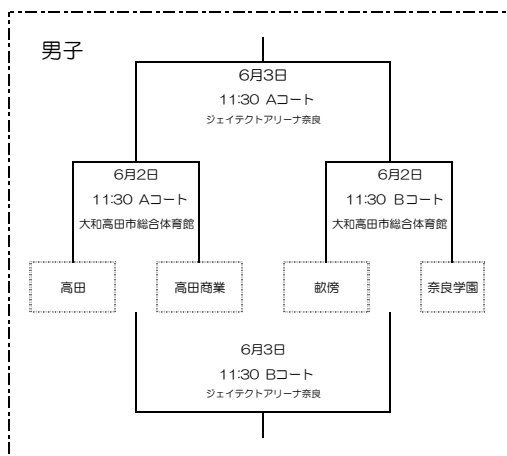 男子
6月3日
11:30 Aコート
ジェイテクトアリーナ奈良
6月2日
11:30 Aコート
大和高田市総合体育館
6月2日
11:30 Bコート
大和高田市総合体育館
高田
高田商業
畝傍
奈良学園
6月3日
11:30 Bコート
ジェイテクトアリーナ奈良